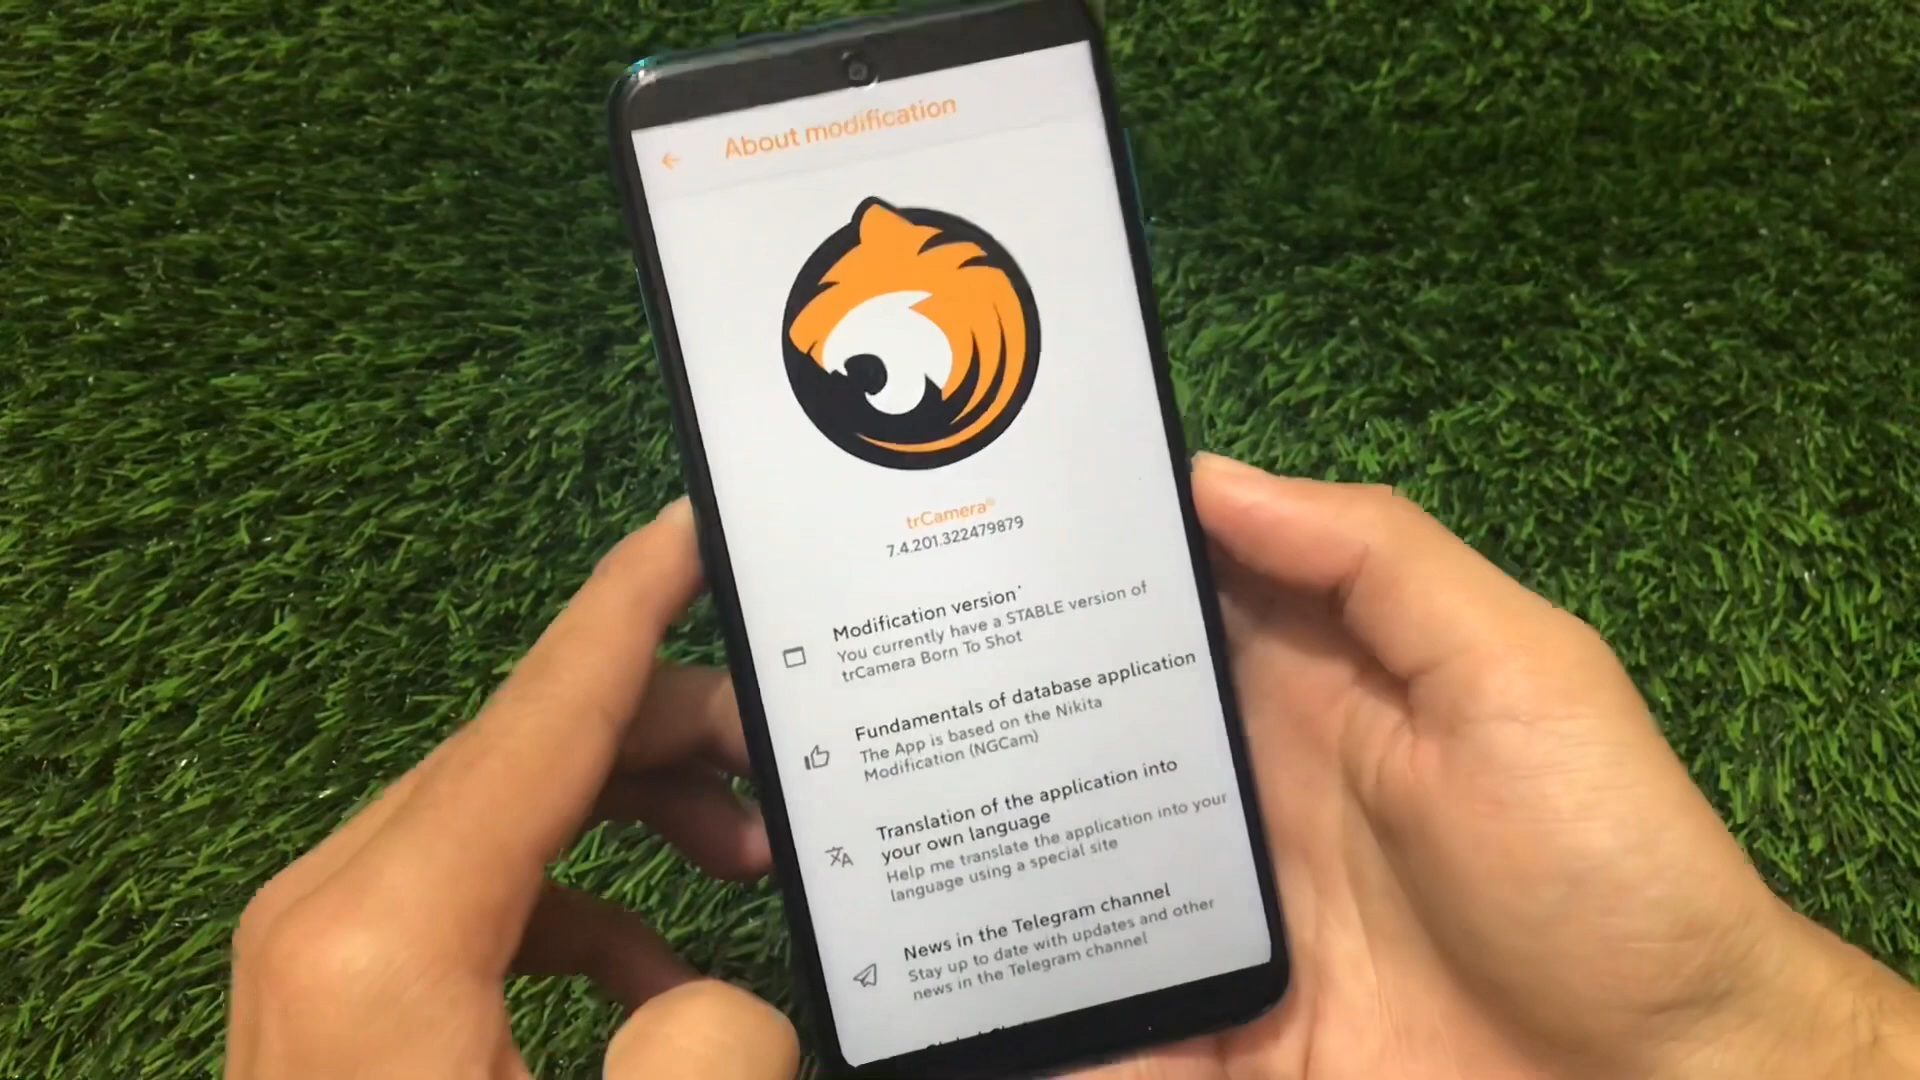 About modification
trCamera®
7.4.201.322479879
Modification version*
You currently have a STABLE version of
trCamera Born To Shot
Fundamentals of database application
The App is based on the Nikita
Modification (NGCam)
Translation of the application into
your own language
Help me translate the application into your
language using a special site
News in the Telegram channel
Stay up to date with updates and other
news in the Telegram channel